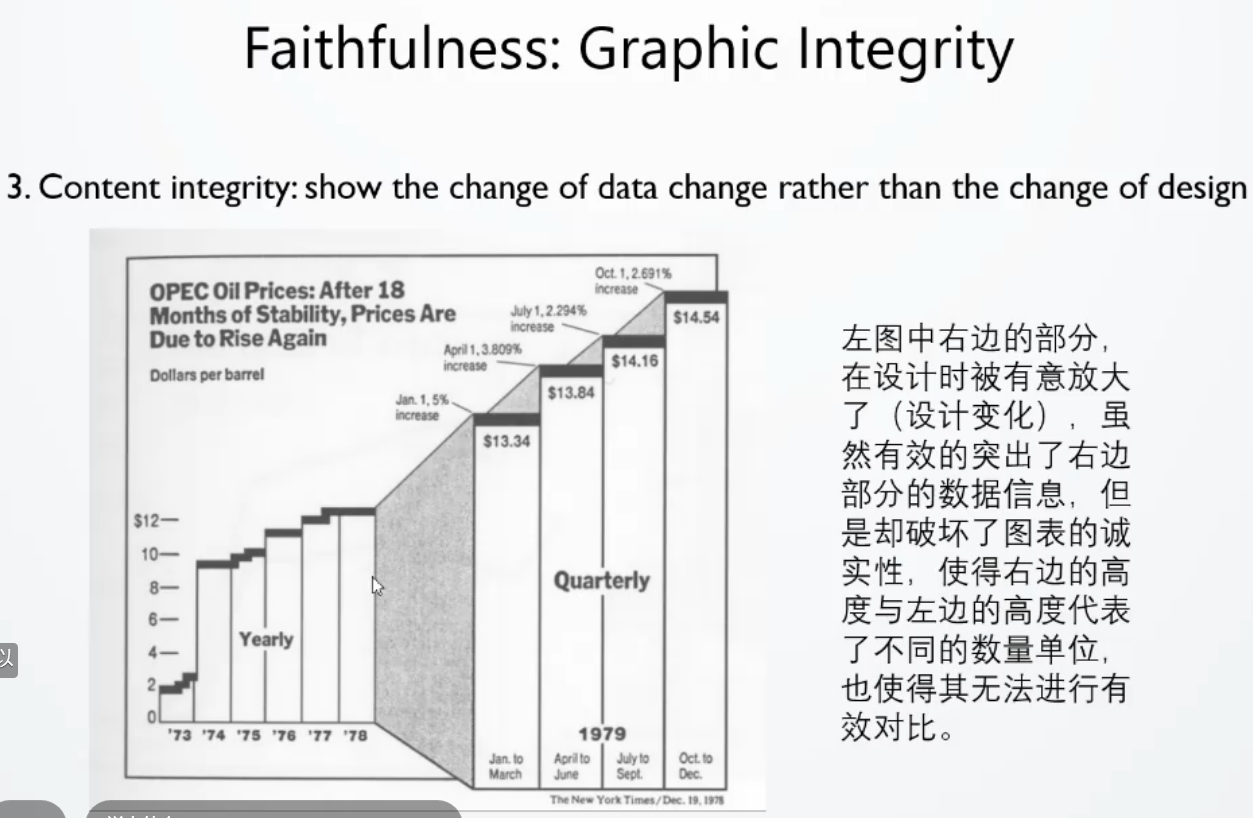 Faithfulness: Graphic Integrity
3. Content integrity: show the change of data change rather than the change of design
OPEC Oil Prices: After 18
Months of Stability, Prices Are
Due to Rise Again
Dollars per barrel
Oct. 1, 2.691%
increase
July 1, 2.294%
increase
April 1, 3.809%
increase
Jan. 1, 5%
increase
$14.54
$14.16
$13.84
$13.34
$12
10
8
6
4
2
0
Yearly
Quarterly
'73 '74 '75 '76 '77 '78
1979
Jan. to
March
April to
June
July to
Sept.
Oct. to
Dec.
The New York Times/Dec. 19, 1978
左图中右边的部分，
在设计时被有意放大
了（设计变化），虽
然有效的突出了右边
部分的数据信息，但
是却破坏了图表的诚
实性，使得右边的高
度与左边的高度代表
了不同的数量单位，
也使得其无法进行有
效对比。
以